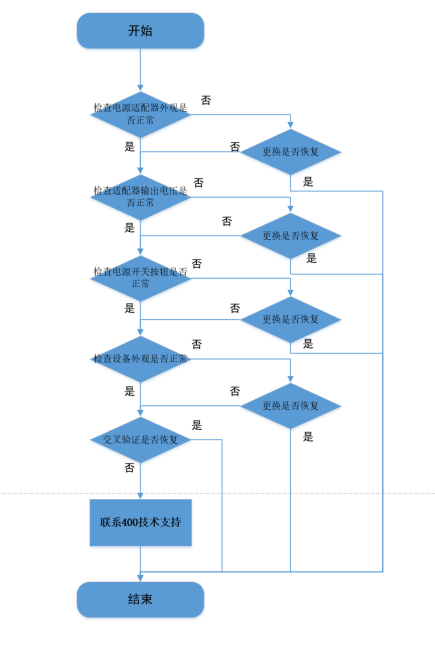 开始
检查电源适配器外观是
否正常
否
是
否
更换是否恢复
是
检查适配器输出电压是
否正常
否
是
否
更换是否恢复
是
检查电源开关按钮是否
正常
否
是
否
更换是否恢复
是
检查设备外观是否正常
否
是
否
更换是否恢复
是
交叉验证是否恢复
是
否
联系400技术支持
结束